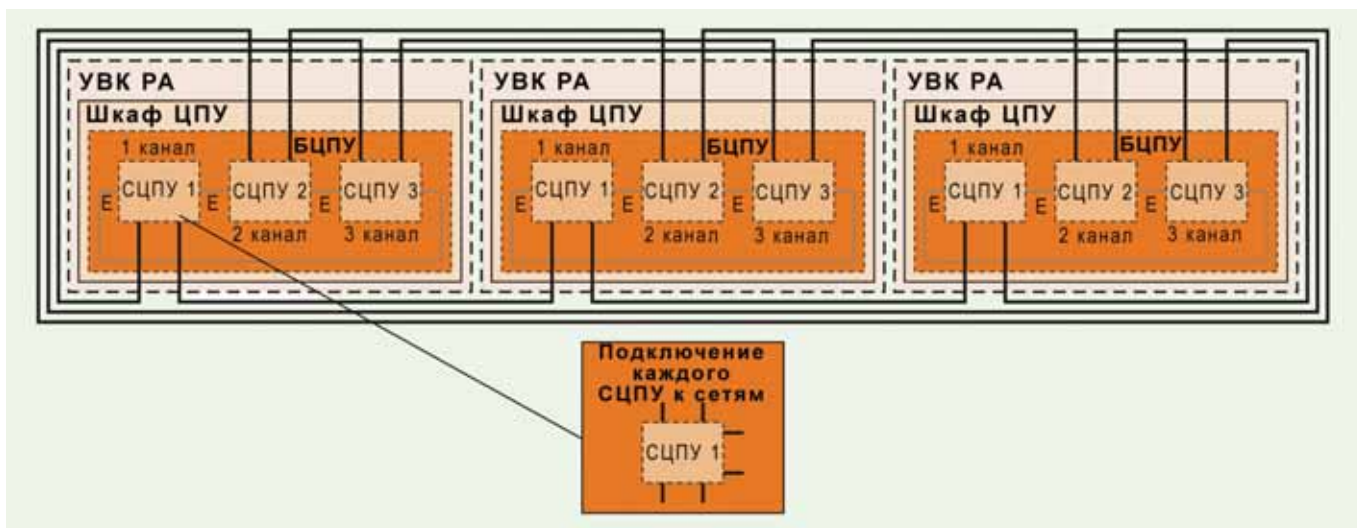 УВК РА
Шкаф ЦПУ
1 канал
БЦПУ
Е
СЦПУ 1
Е
СЦПУ 2
Е
СЦПУ 3
2 канал
3 канал
УВК РА
Шкаф ЦПУ
1 канал
БЦПУ
Е
СЦПУ 1
Е
СЦПУ 2
Е
СЦПУ 3
2 канал
3 канал
УВК РА
Шкаф ЦПУ
1 канал
БЦПУ
Е
СЦПУ 1
Е
СЦПУ 2
Е
СЦПУ 3
2 канал
3 канал
Подключение
каждого
СЦПУ к сетям
СЦПУ 1